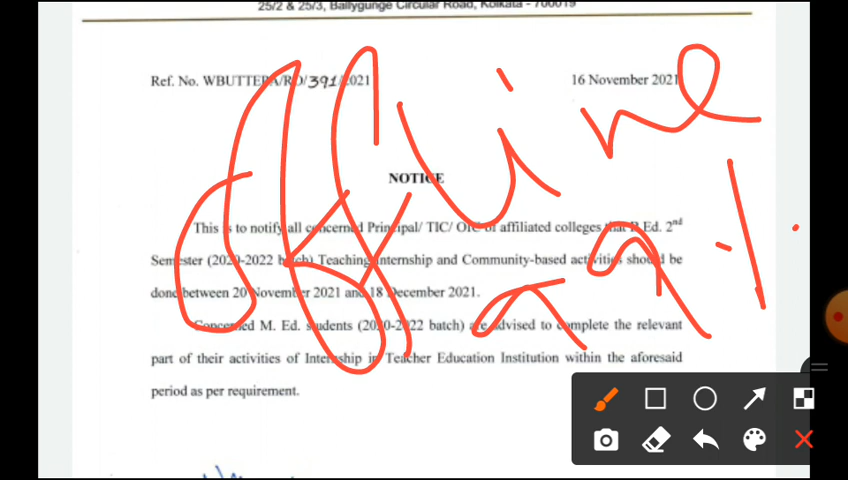 25/2 & 25/3, Ballygunge Circular Road, Kolkata - 700019
Ref. No. WBUTTEPA/RO/391/2021 16 November 2021
offline
NOTICE
This is to notify all concerned Principal/ TIC/ OIC of affiliated colleges that B.Ed. 2nd
Semester (2020-2022 batch) Teaching Internship and Community-based activities should be
done between 20 November 2021 and 18 December 2021.
Concerned M. Ed. students (2020-2022 batch) are advised to complete the relevant
part of their activities of Internship in Teacher Education Institution within the aforesaid
period as per requirement.